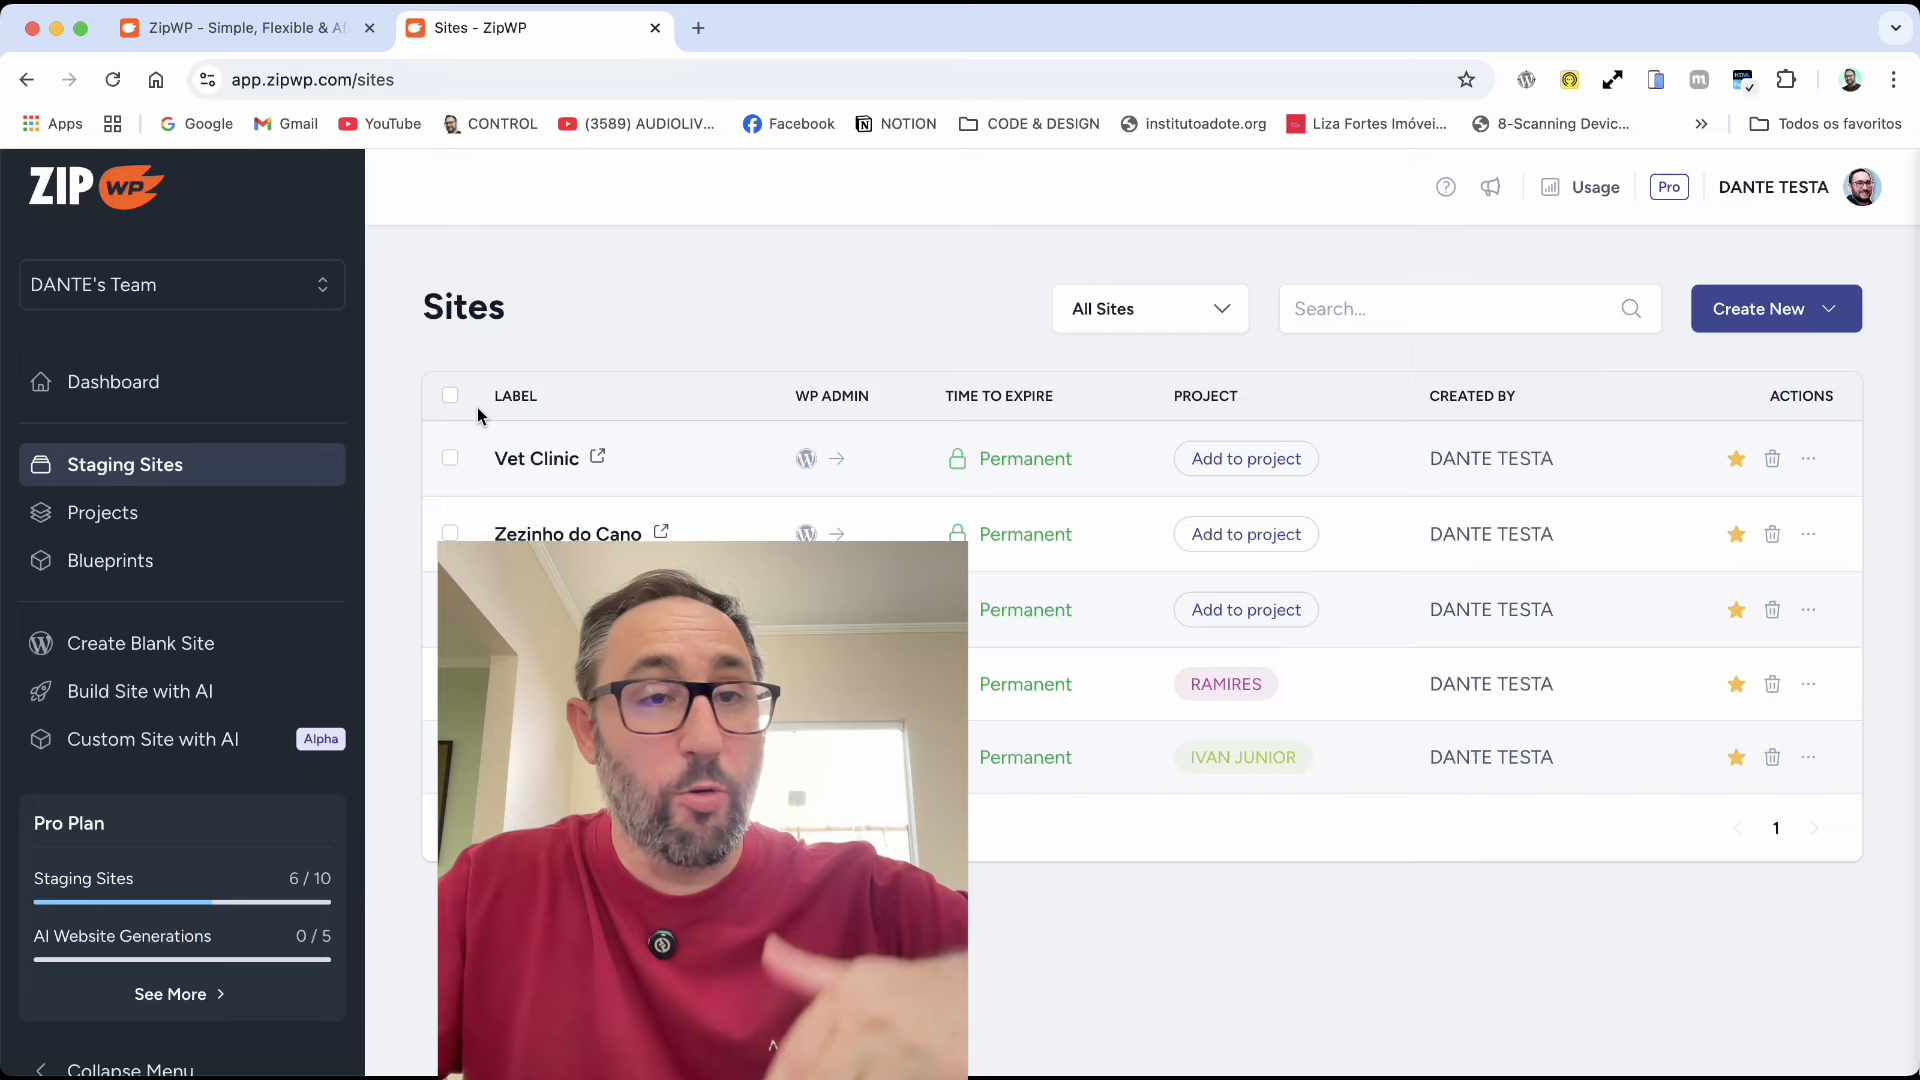 ZipWP - Simple, Flexible & Af
Sites - ZipWP
app.zipwp.com/sites
Apps
Google
Gmail
YouTube
CONTROL
(3589) AUDIOLIV...
Facebook
NOTION
CODE & DESIGN
institutoadote.org
Liza Fortes Imóvei...
8-Scanning Devic...
Todos os favoritos
ZIP WP
Usage
Pro
DANTE TESTA
DANTE's Team
Sites
All Sites
Search...
Create New
Dashboard
Staging Sites
Projects
Blueprints
Create Blank Site
Build Site with AI
Custom Site with AI
Alpha
Pro Plan
Staging Sites 6 / 10
AI Website Generations 0 / 5
See More
Collapse Menu
LABEL WP ADMIN TIME TO EXPIRE PROJECT CREATED BY ACTIONS
Vet Clinic Permanent Add to project DANTE TESTA
Zezinho do Cano Permanent Add to project DANTE TESTA
Permanent Add to project DANTE TESTA
Permanent RAMIRES DANTE TESTA
Permanent IVAN JUNIOR DANTE TESTA
1